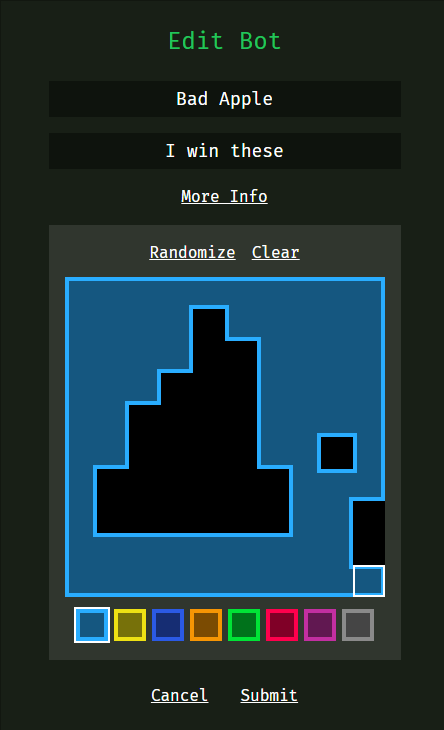 Edit Bot
Bad Apple
I win these
More Info
Randomize Clear
Cancel Submit